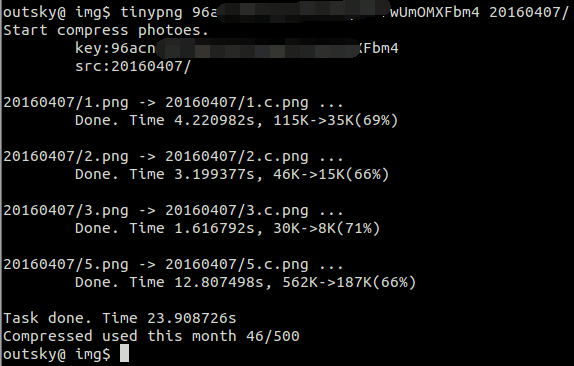 outsky@ img$ tinypng 96a wUmOMXFbm4 20160407/
Start compress photoes.
key:96acn XFbm4
src:20160407/
20160407/1.png -> 20160407/1.c.png ...
Done. Time 4.220982s, 115K->35K(69%)
20160407/2.png -> 20160407/2.c.png ...
Done. Time 3.199377s, 46K->15K(66%)
20160407/3.png -> 20160407/3.c.png ...
Done. Time 1.616792s, 30K->8K(71%)
20160407/5.png -> 20160407/5.c.png ...
Done. Time 12.807498s, 562K->187K(66%)
Task done. Time 23.908726s
Compressed used this month 46/500
outsky@ img$